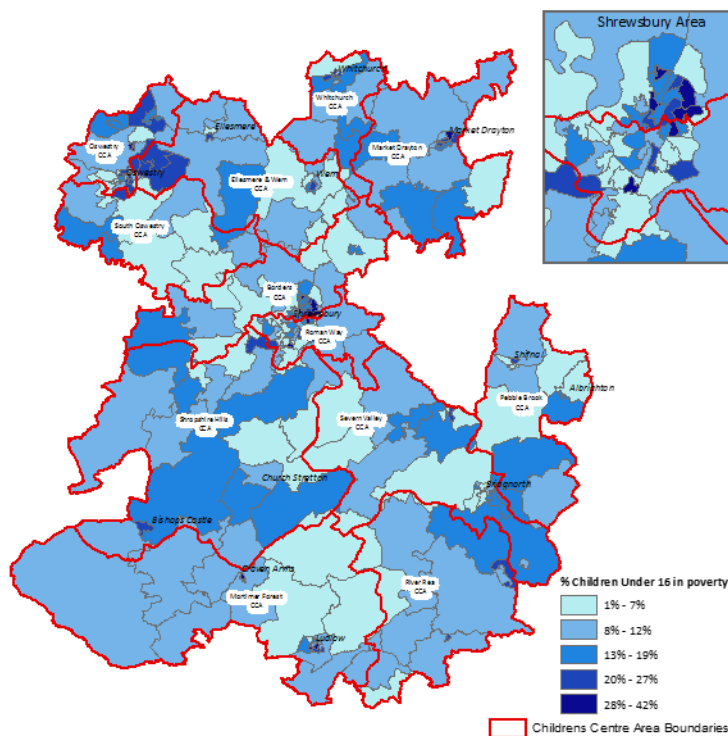 Shrewsbury Area
Whitchurch
Whitchurch
CCA
Ellesmere
Market Drayton
Oswestry
CCA
Market Drayton
CCA
Oswestry
Ellesmere & Wem
CCA
Wem
South Oswestry
CCA
Borders
CCA
Shrewsbury
Roman Way
CCA
Shifnal
Albrighton
Pebble Brook
CCA
Shropshire Hills
CCA
Severn Valley
CCA
Church Stretton
Bridgnorth
Bishops Castle
Craven Arms
Mortimer Forest
CCA
River Rea
CCA
Ludlow
% Children Under 16 in poverty
1% - 7%
8% - 12%
13% - 19%
20% - 27%
28% - 42%
Childrens Centre Area Boundaries